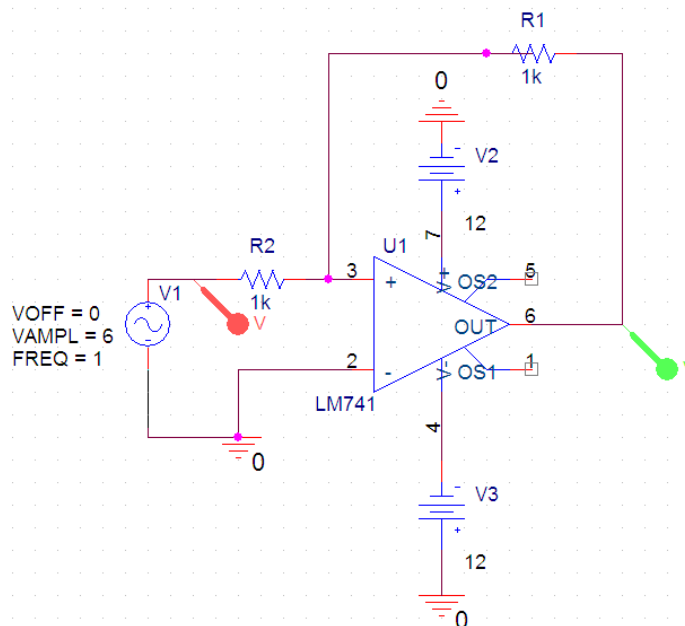 R1
1k
0
V2
12
7
U1
R2
1k
3
+
V+
OS2
5
V1
V
VOFF = 0
VAMPL = 6
FREQ = 1
OUT
6
2
-
V-
OS1
1
LM741
4
0
V3
12
0